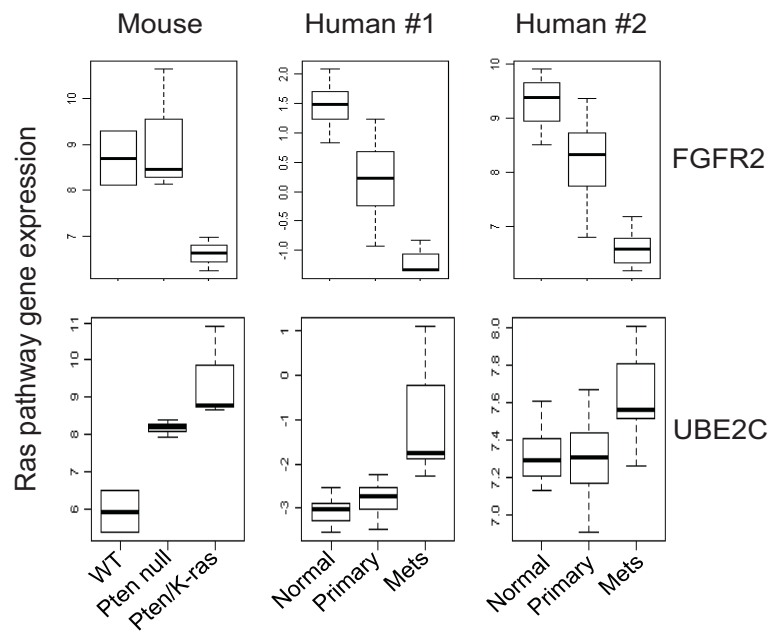 Mouse Human #1 Human #2
Ras pathway gene expression
10
9
8
7
2.0
1.5
1.0
0.5
0.0
-0.5
-1.0
10
9
7
FGFR2
11
10
9
8
7
6
1
0
-1
-2
-3
8.0
7.8
7.6
7.4
7.2
7.0
UBE2C
WT
Pten null
Pten/K-ras
Normal
Primary
Mets
Normal
Primary
Mets